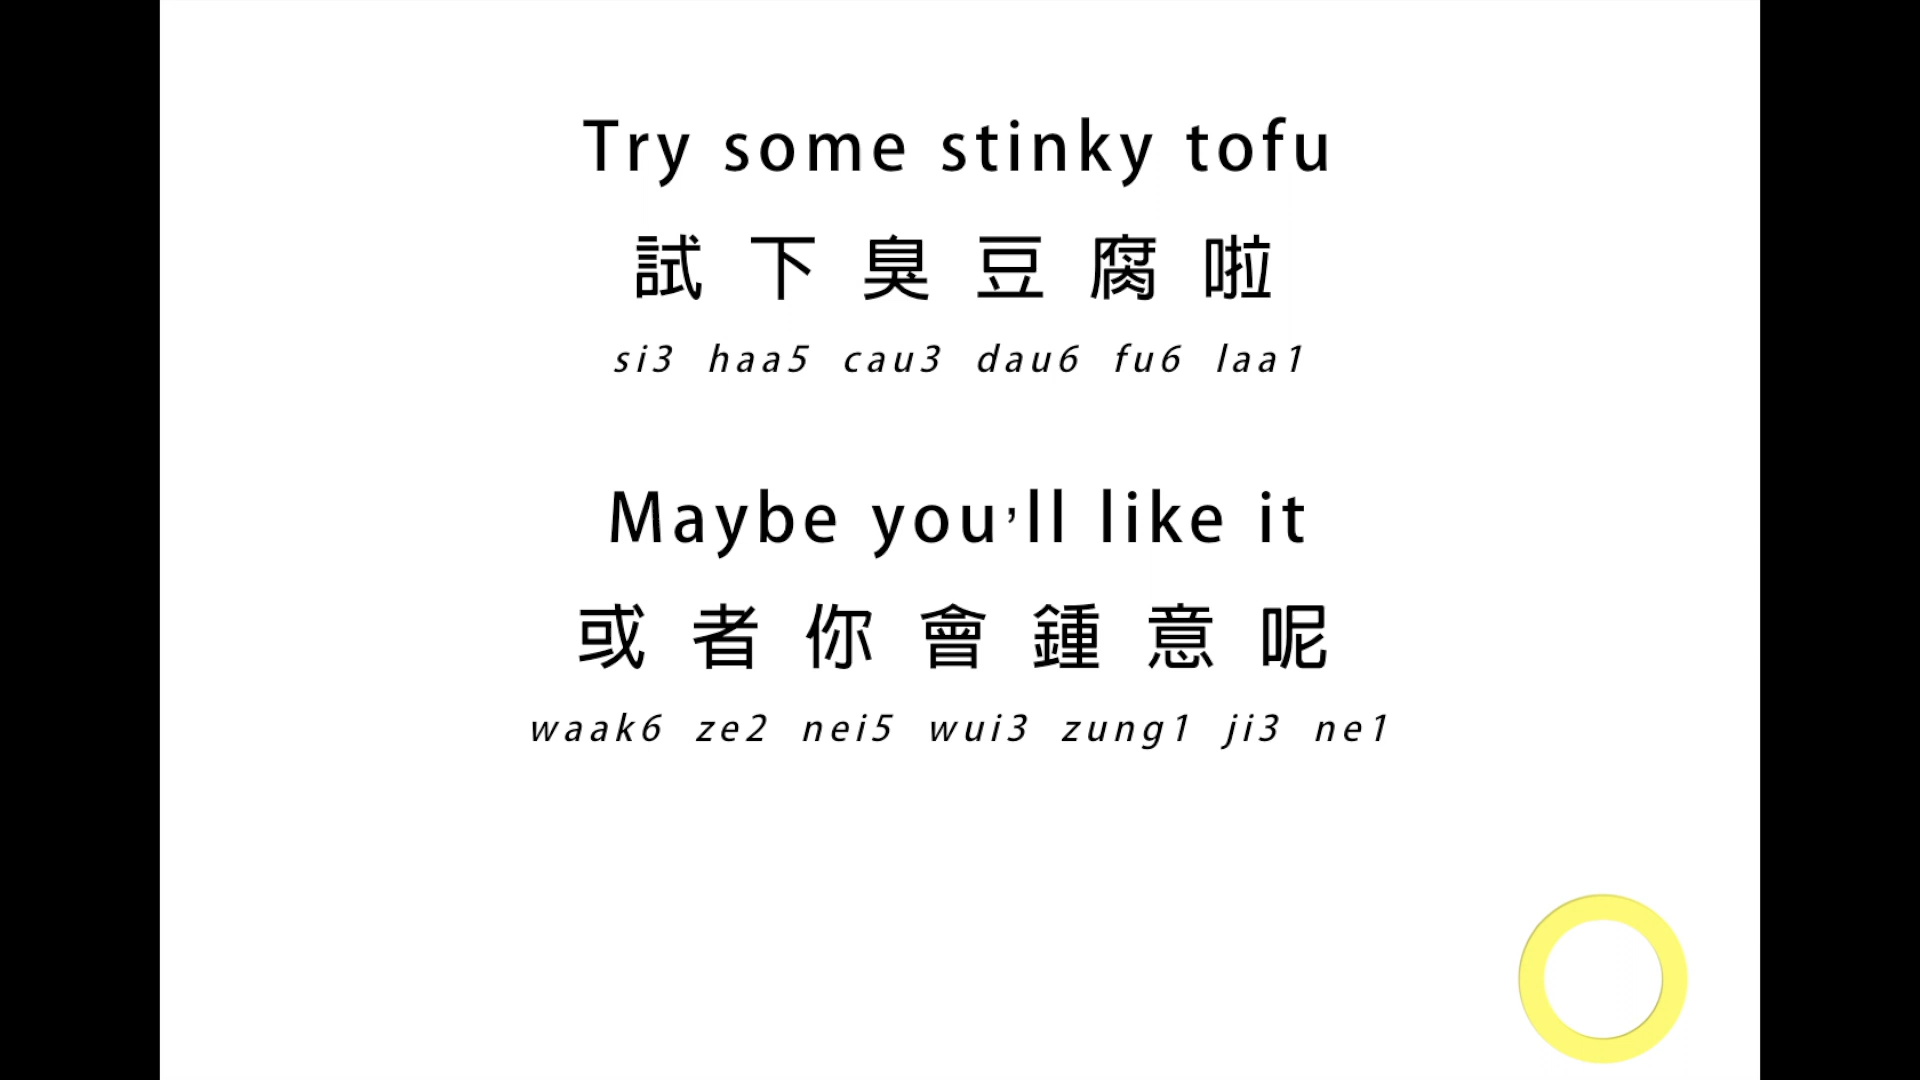 Try some stinky tofu
試下臭豆腐啦
si3 haa5 cau3 dau6 fu6 laa1
Maybe you’ll like it
或者你會鍾意呢
waak6 ze2 nei5 wui3 zung1 ji3 ne1